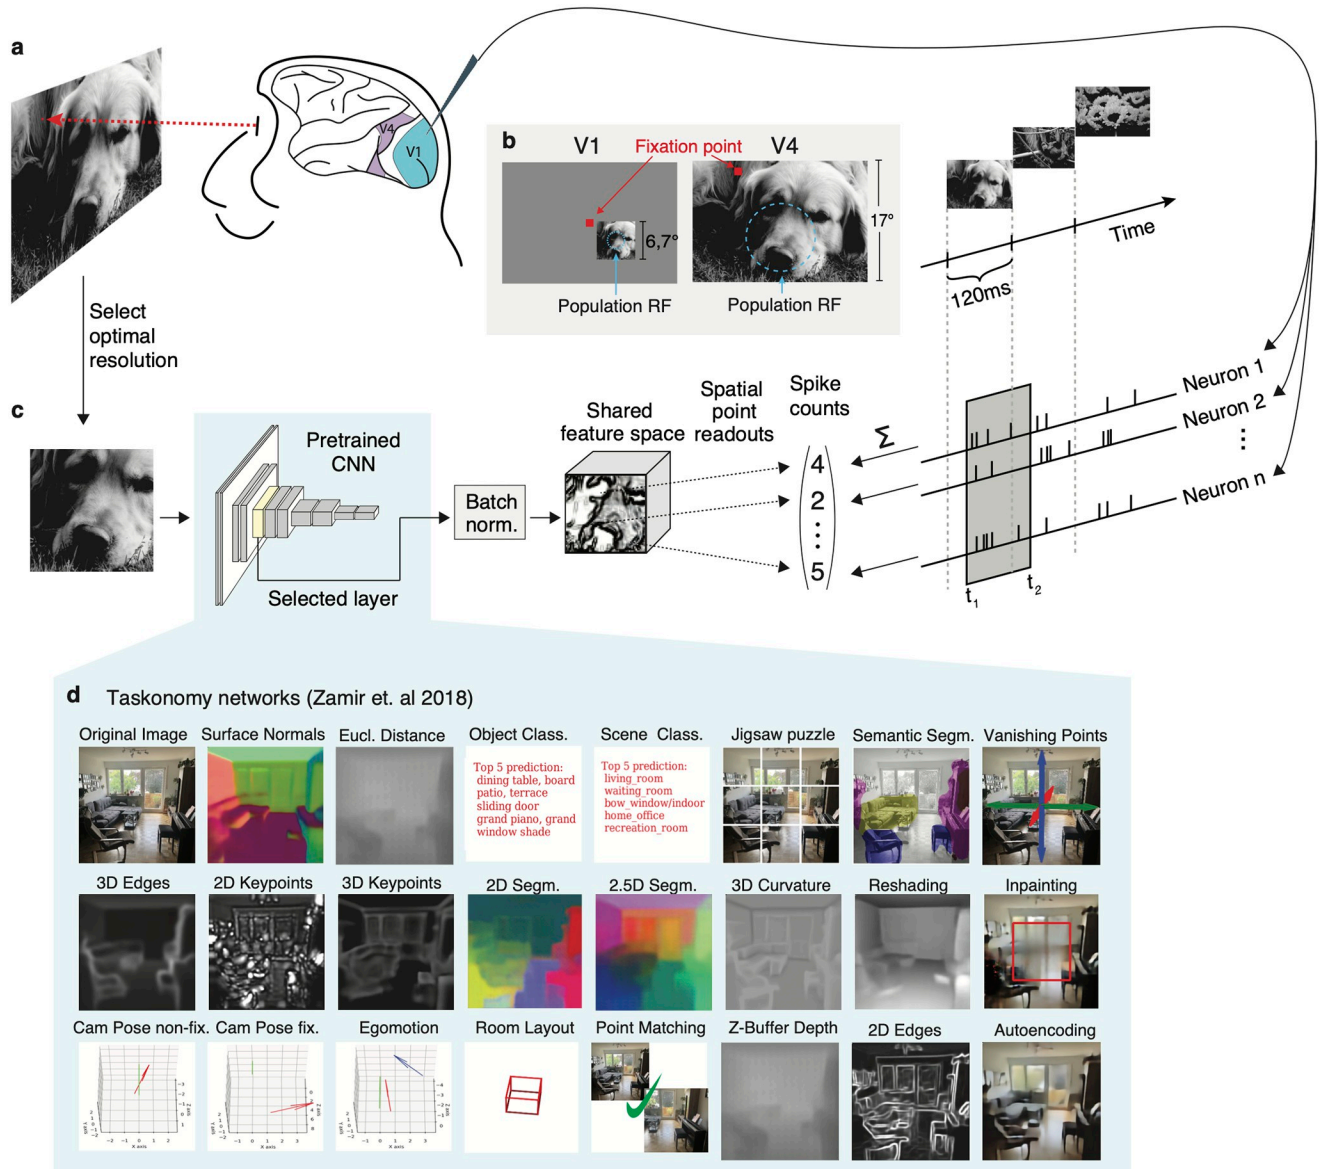 a
V4
V1
b
V1
Fixation point
V4
6,7°
17°
Population RF
Population RF
Time
120ms
Select
optimal
resolution
Neuron 1
Neuron 2
Neuron n
t1
t2
c
Pretrained
CNN
Selected layer
Batch
norm.
Shared
feature space
Spatial
point
readouts
Spike
counts
Σ
4
2
5
d Taskonomy networks (Zamir et. al 2018)
Original Image Surface Normals Eucl. Distance Object Class. Scene Class. Jigsaw puzzle Semantic Segm. Vanishing Points
Top 5 prediction:
dining table, board
patio, terrace
sliding door
grand piano, grand
window shade
Top 5 prediction:
living_room
waiting_room
bow_window/indoor
home_office
recreation_room
3D Edges 2D Keypoints 3D Keypoints 2D Segm. 2.5D Segm. 3D Curvature Reshading Inpainting
Cam Pose non-fix. Cam Pose fix. Egomotion Room Layout Point Matching Z-Buffer Depth 2D Edges Autoencoding
X axis
X axis
X axis